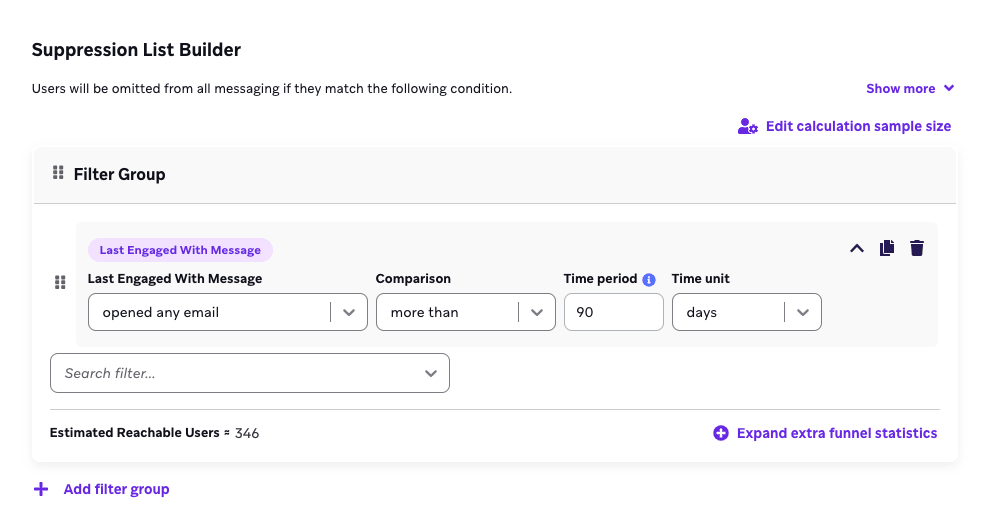 Suppression List Builder
Users will be omitted from all messaging if they match the following condition.
Show more
Edit calculation sample size
Filter Group
Last Engaged With Message
Last Engaged With Message
Comparison
Time period
Time unit
opened any email
more than
90
days
Search filter...
Estimated Reachable Users ≈ 346
Expand extra funnel statistics
Add filter group